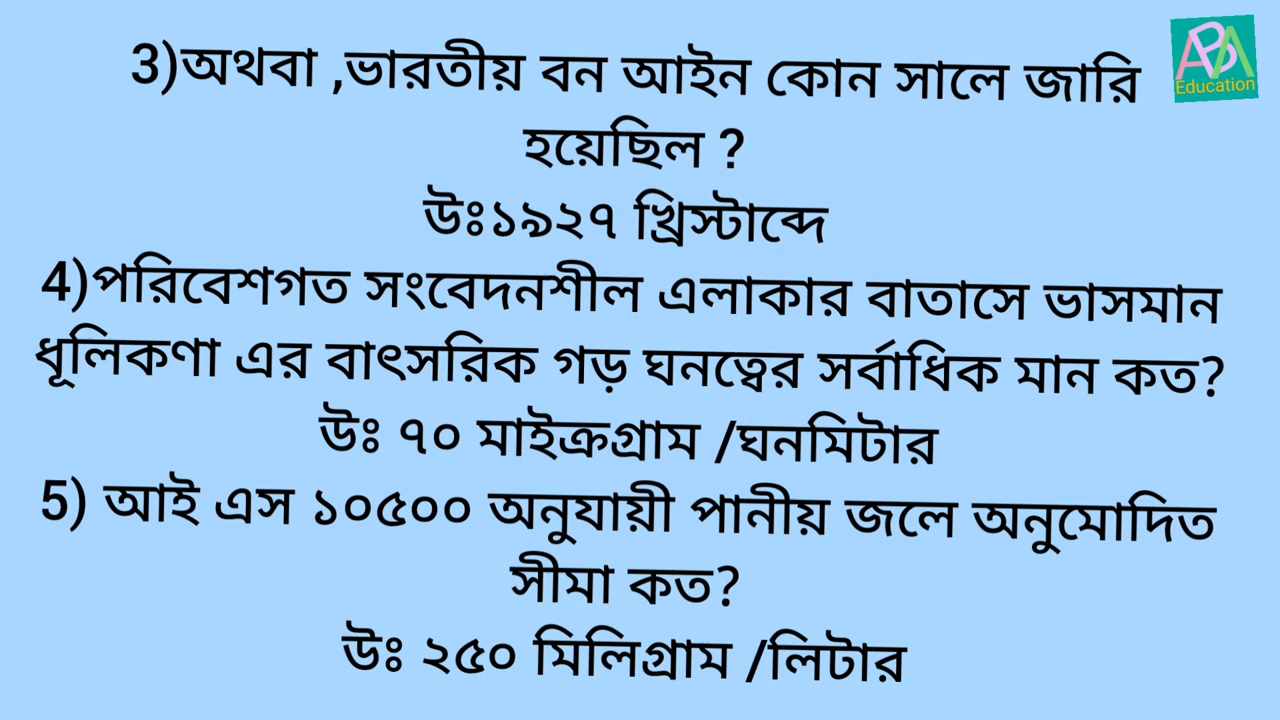 3)অথবা ,ভারতীয় বন আইন কোন সালে জারি
হয়েছিল ?
উঃ১৯২৭ খ্রিস্টাব্দে
4)পরিবেশগত সংবেদনশীল এলাকার বাতাসে ভাসমান
ধূলিকণা এর বাৎসরিক গড় ঘনত্বের সর্বাধিক মান কত?
উঃ ৭০ মাইক্রগ্রাম /ঘনমিটার
5) আই এস ১০৫০০ অনুযায়ী পানীয় জলে অনুমোদিত
সীমা কত?
উঃ ২৫০ মিলিগ্রাম /লিটার
APA
Education